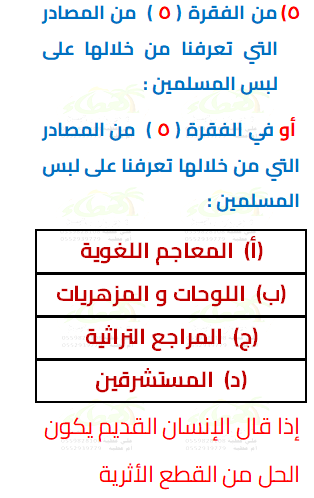 ٥) من الفقرة ( ٥ ) من المصادر
التي تعرفنا من خلالها على
لبس المسلمين :
أو في الفقرة ( ٥ ) من المصادر
التي من خلالها تعرفنا على لبس
المسلمين :
(أ) المعاجم اللغوية
(ب) اللوحات و المزهريات
(ج) المراجع التراثية
(د) المستشرقين
إذا قال الإنسان القديم يكون
الحل من القطع الأثرية